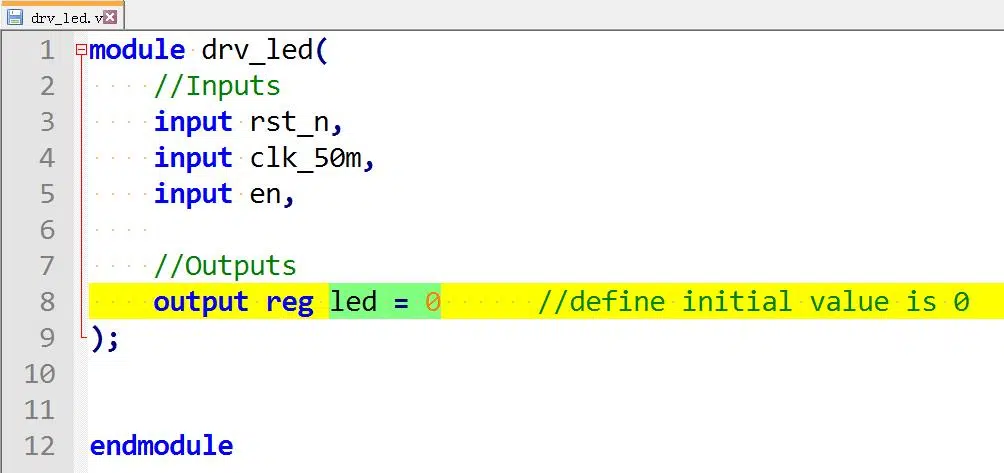 drv_led.v
1 module drv_led(
2 //Inputs
3 input rst_n,
4 input clk_50m,
5 input en,
6
7 //Outputs
8 output reg led = 0 //define initial value is 0
9 );
10
11
12 endmodule